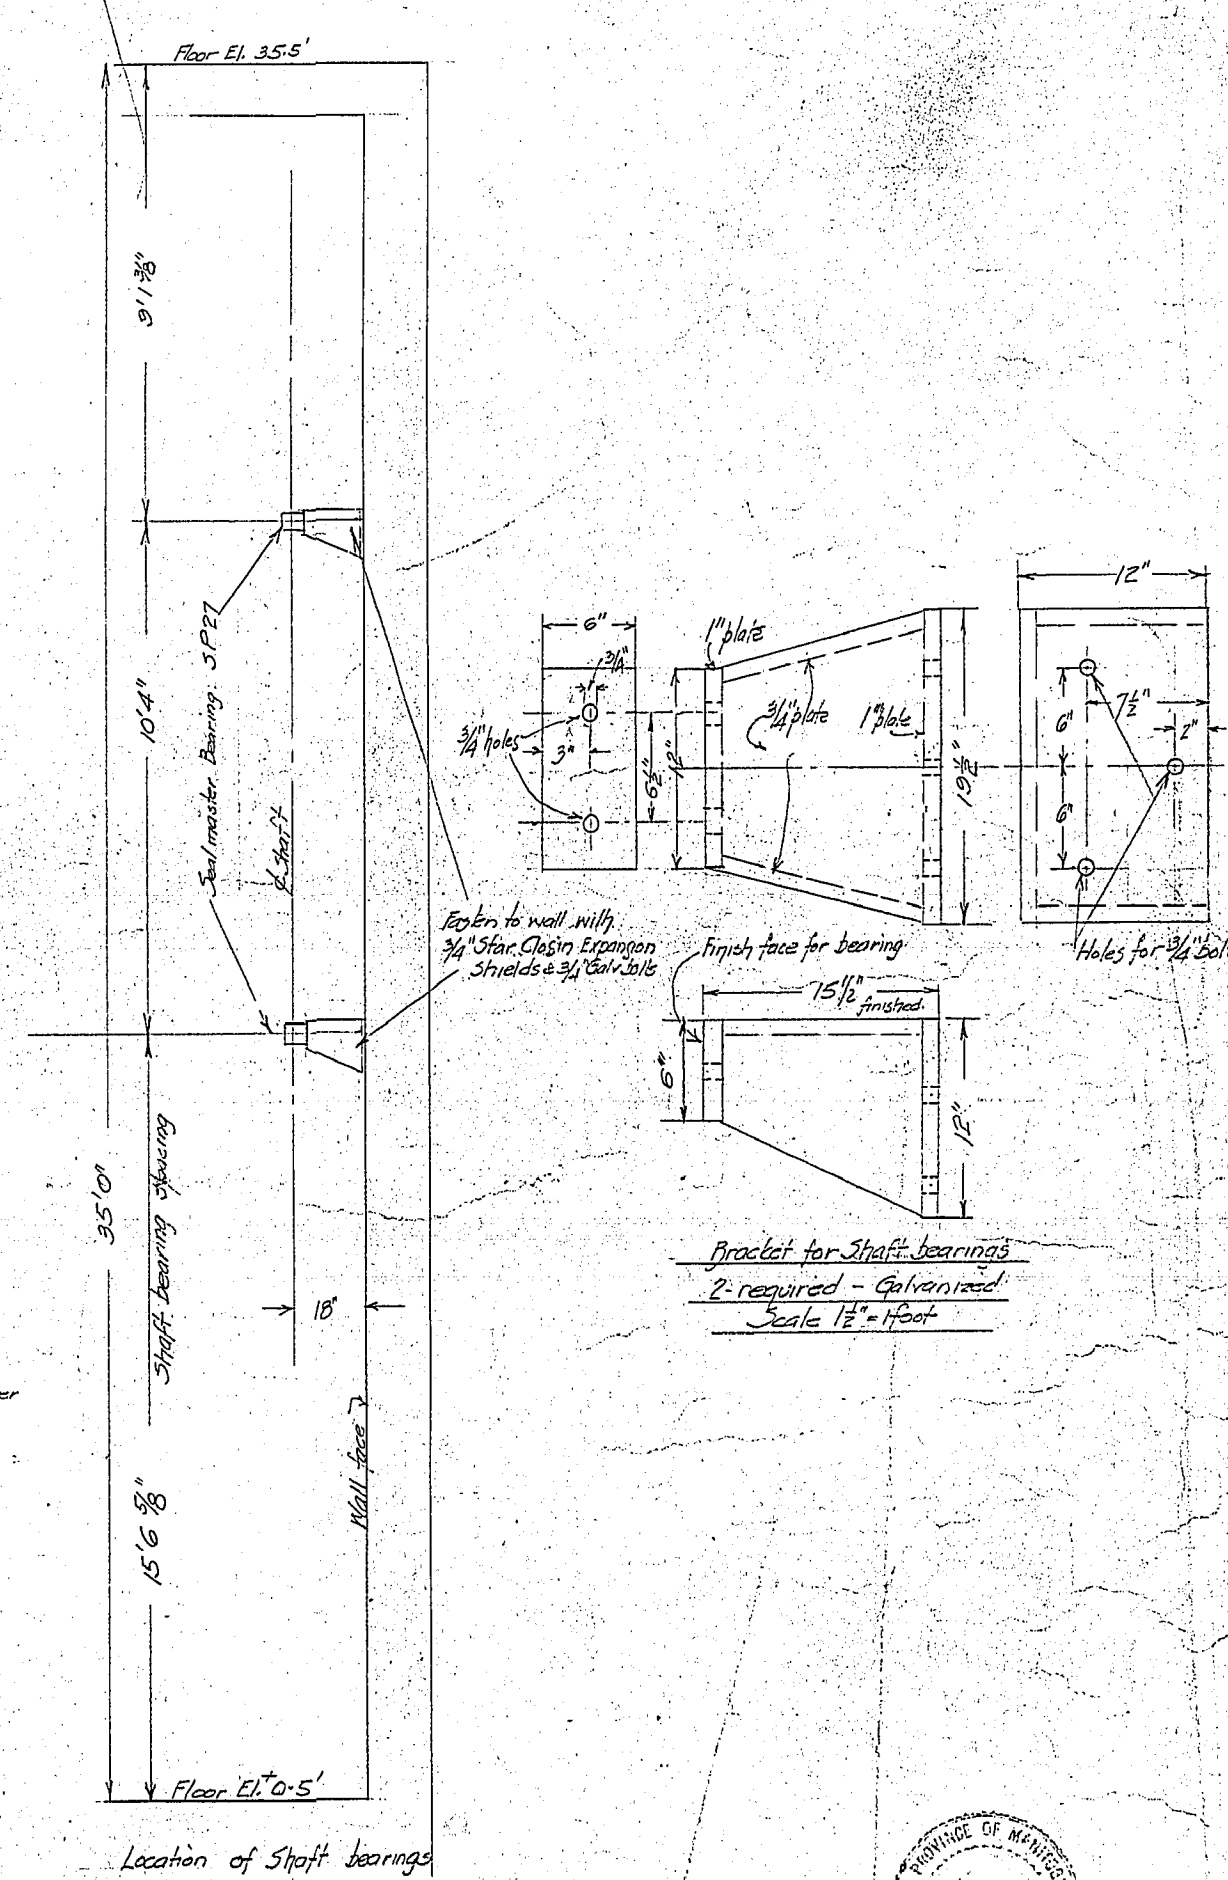 Floor El. 35.5'
9' 1 3/8"
10'4"
Sealmaster Bearing SP27
℄ Shaft
35'0"
Shaft bearing spacing
18"
Wall face
15'6 5/8"
Floor El. +0.5'
Location of Shaft bearings
Fasten to wall with
3/4" Star Closin Expansion
Shields & 3/4" Galv bolts
6"
3/4"
3/4" holes
3"
6 1/2"
12"
1" plate
3/4" plate
1" plate
19 1/2"
12"
6"
7 1/2"
2"
6"
Holes for 3/4" bol
Finish face for bearing
15 1/2"
finished.
6"
12"
Bracket for Shaft bearings
2-required - Galvanized
Scale 1 1/2" = 1 foot
er
PROVINCE OF